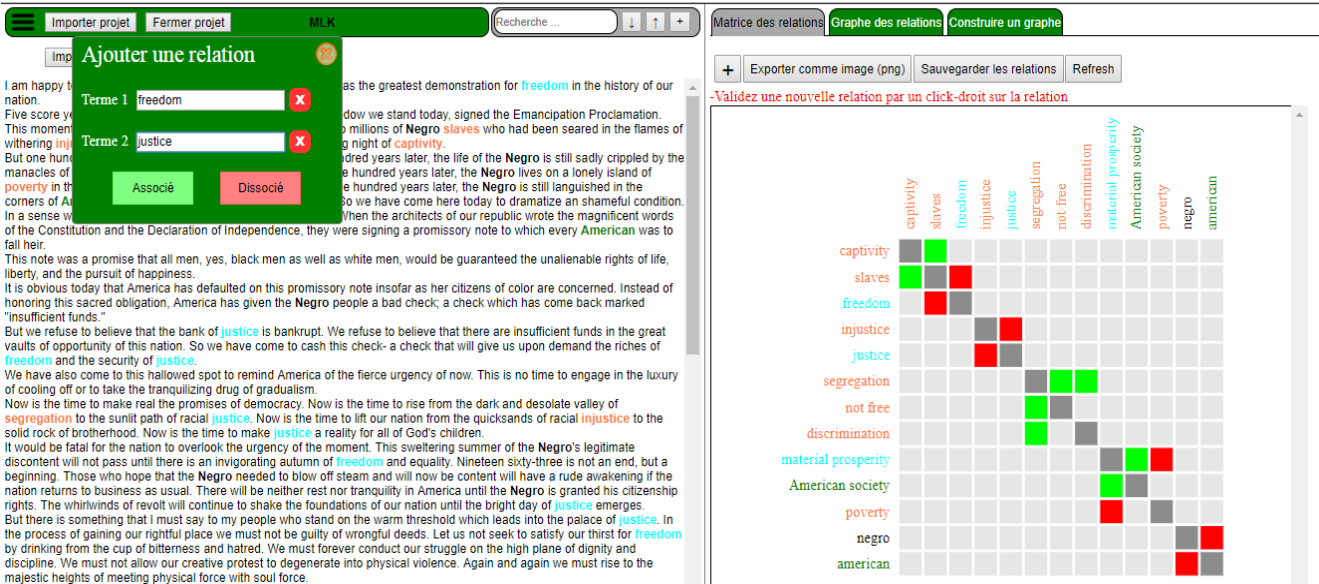 Importer projet Fermer projet MLK Recherche ... ↓ ↑ +
Imp
Ajouter une relation
Terme 1 freedom x
Terme 2 justice x
Associé Dissocié
I am happy t as the greatest demonstration for freedom in the history of our
nation.
Five score ye dow we stand today, signed the Emancipation Proclamation.
This momen millions of Negro slaves who had been seared in the flames of
withering inj g night of captivity.
But one hund dred years later, the life of the Negro is still sadly crippled by the
manacles of e hundred years later, the Negro lives on a lonely island of
poverty in th e hundred years later, the Negro is still languished in the
corners of A So we have come here today to dramatize an shameful condition.
In a sense w When the architects of our republic wrote the magnificent words
of the Constitution and the Declaration of Independence, they were signing a promissory note to which every American was to
fall heir.
This note was a promise that all men, yes, black men as well as white men, would be guaranteed the unalienable rights of life,
liberty, and the pursuit of happiness.
It is obvious today that America has defaulted on this promissory note insofar as her citizens of color are concerned. Instead of
honoring this sacred obligation, America has given the Negro people a bad check; a check which has come back marked
"insufficient funds."
But we refuse to believe that the bank of justice is bankrupt. We refuse to believe that there are insufficient funds in the great
vaults of opportunity of this nation. So we have come to cash this check- a check that will give us upon demand the riches of
freedom and the security of justice.
We have also come to this hallowed spot to remind America of the fierce urgency of now. This is no time to engage in the luxury
of cooling off or to take the tranquilizing drug of gradualism.
Now is the time to make real the promises of democracy. Now is the time to rise from the dark and desolate valley of
segregation to the sunlit path of racial justice. Now is the time to lift our nation from the quicksands of racial injustice to the
solid rock of brotherhood. Now is the time to make justice a reality for all of God's children.
It would be fatal for the nation to overlook the urgency of the moment. This sweltering summer of the Negro's legitimate
discontent will not pass until there is an invigorating autumn of freedom and equality. Nineteen sixty-three is not an end, but a
beginning. Those who hope that the Negro needed to blow off steam and will now be content will have a rude awakening if the
nation returns to business as usual. There will be neither rest nor tranquility in America until the Negro is granted his citizenship
rights. The whirlwinds of revolt will continue to shake the foundations of our nation until the bright day of justice emerges.
But there is something that I must say to my people who stand on the warm threshold which leads into the palace of justice. In
the process of gaining our rightful place we must not be guilty of wrongful deeds. Let us not seek to satisfy our thirst for freedom
by drinking from the cup of bitterness and hatred. We must forever conduct our struggle on the high plane of dignity and
discipline. We must not allow our creative protest to degenerate into physical violence. Again and again we must rise to the
majestic heights of meeting physical force with soul force.
Matrice des relations Graphe des relations Construire un graphe
+ Exporter comme image (png) Sauvegarder les relations Refresh
-Validez une nouvelle relation par un click-droit sur la relation
captivity
slaves
freedom
injustice
justice
segregation
not free
discrimination
material prosperity
American society
poverty
negro
american
captivity
slaves
freedom
injustice
justice
segregation
not free
discrimination
material prosperity
American society
poverty
negro
american